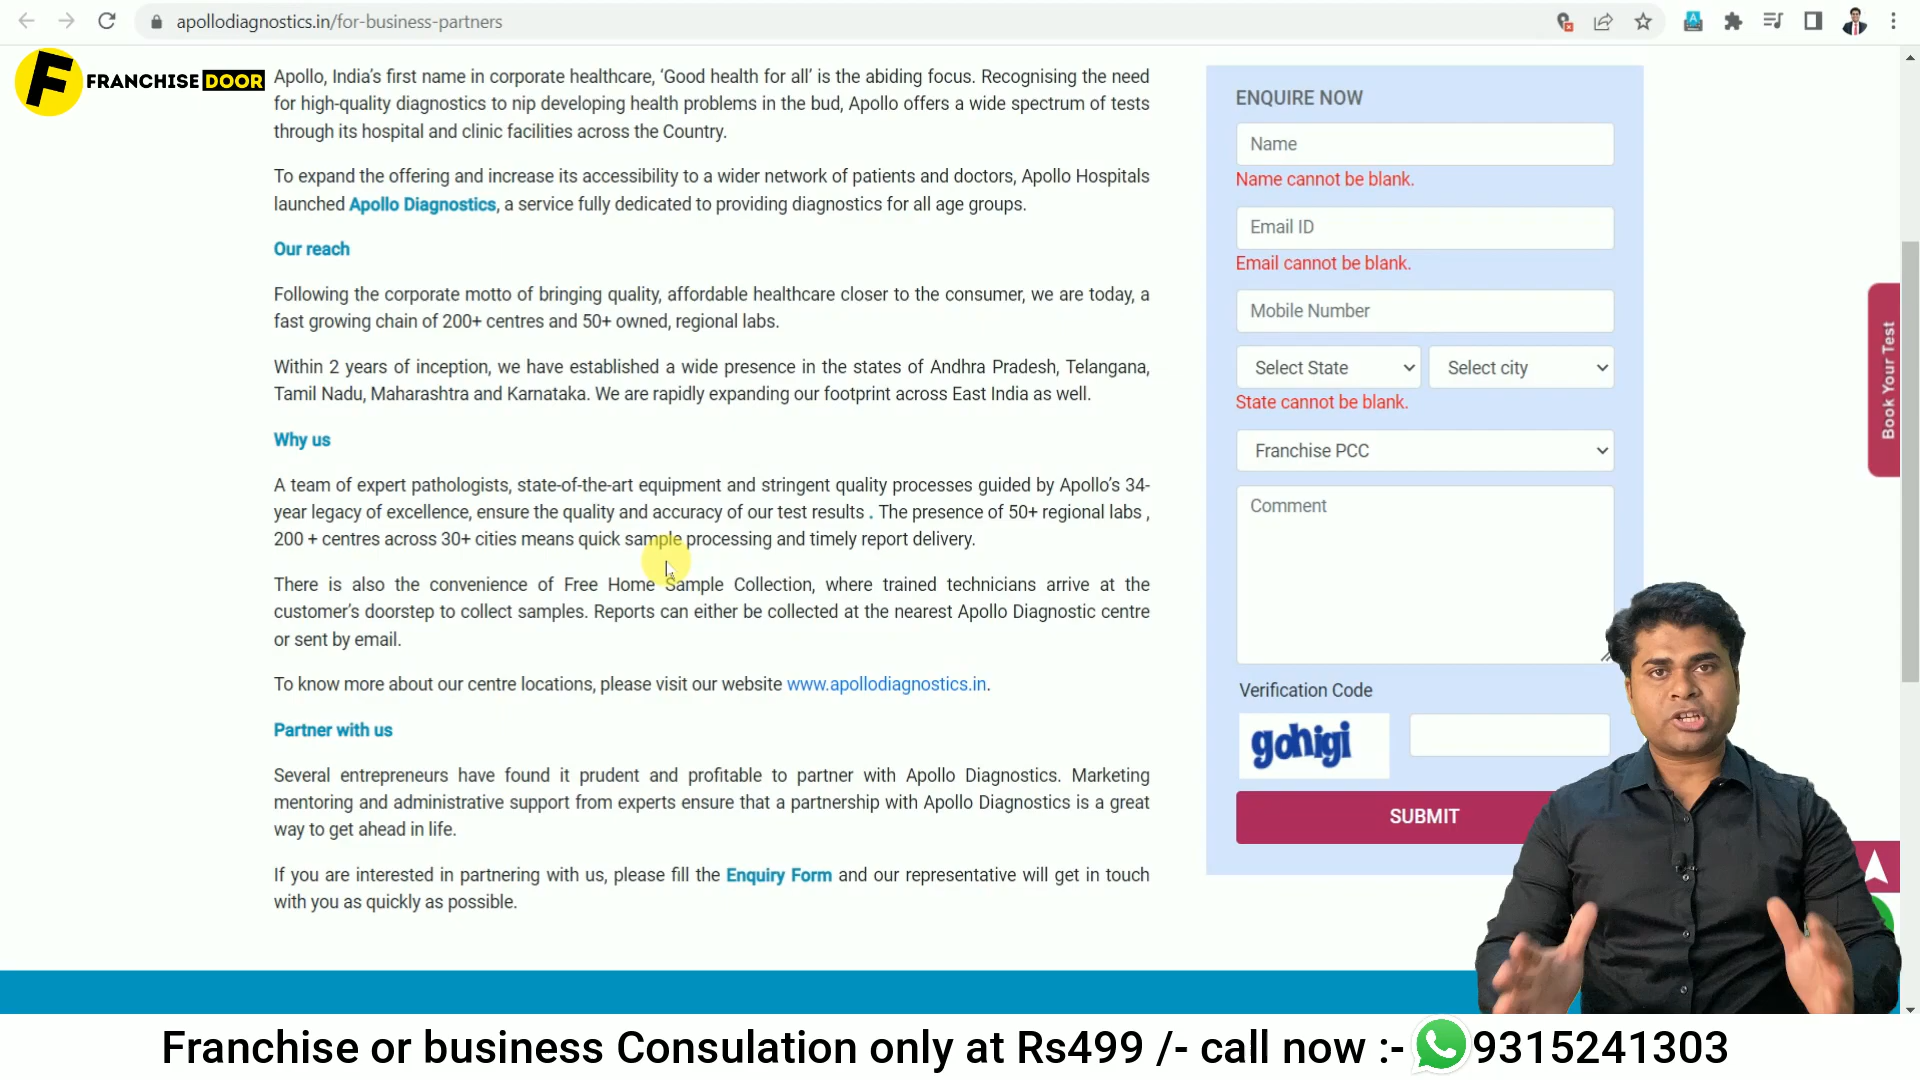 apollodiagnostics.in/for-business-partners
FRANCHISE DOOR
Apollo, India's first name in corporate healthcare, ‘Good health for all’ is the abiding focus. Recognising the need
for high-quality diagnostics to nip developing health problems in the bud, Apollo offers a wide spectrum of tests
through its hospital and clinic facilities across the Country.
To expand the offering and increase its accessibility to a wider network of patients and doctors, Apollo Hospitals
launched Apollo Diagnostics, a service fully dedicated to providing diagnostics for all age groups.
Our reach
Following the corporate motto of bringing quality, affordable healthcare closer to the consumer, we are today, a
fast growing chain of 200+ centres and 50+ owned, regional labs.
Within 2 years of inception, we have established a wide presence in the states of Andhra Pradesh, Telangana,
Tamil Nadu, Maharashtra and Karnataka. We are rapidly expanding our footprint across East India as well.
Why us
A team of expert pathologists, state-of-the-art equipment and stringent quality processes guided by Apollo's 34-
year legacy of excellence, ensure the quality and accuracy of our test results . The presence of 50+ regional labs ,
200 + centres across 30+ cities means quick sample processing and timely report delivery.
There is also the convenience of Free Home Sample Collection, where trained technicians arrive at the
customer's doorstep to collect samples. Reports can either be collected at the nearest Apollo Diagnostic centre
or sent by email.
To know more about our centre locations, please visit our website www.apollodiagnostics.in.
Partner with us
Several entrepreneurs have found it prudent and profitable to partner with Apollo Diagnostics. Marketing
mentoring and administrative support from experts ensure that a partnership with Apollo Diagnostics is a great
way to get ahead in life.
If you are interested in partnering with us, please fill the Enquiry Form and our representative will get in touch
with you as quickly as possible.
ENQUIRE NOW
Name
Name cannot be blank.
Email ID
Email cannot be blank.
Mobile Number
Select State Select city
State cannot be blank.
Franchise PCC
Comment
Verification Code
gohigi
SUBMIT
Book Your Test
Franchise or business Consulation only at Rs499 /- call now :- 9315241303